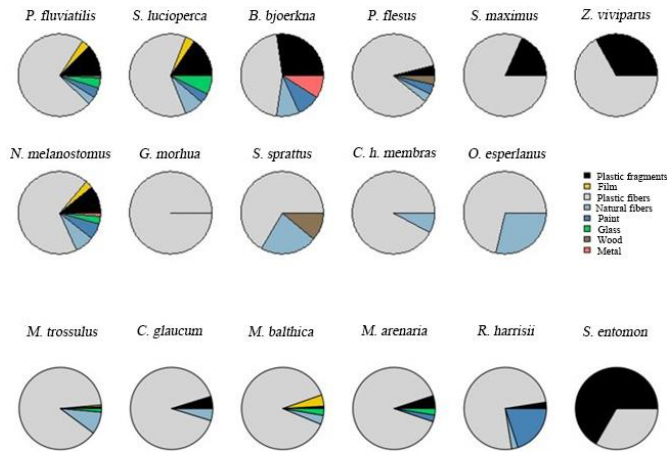 P. fluviatilis S. lucioperca B. bjoerkna P. flesus S. maximus Z. viviparus
N. melanostomus G. morhua S. sprattus C. h. membras O. esperlanus
Plastic fragments
Film
Plastic fibers
Natural fibers
Paint
Glass
Wood
Metal
M. trossulus C. glaucum M. balthica M. arenaria R. harrisii S. entomon